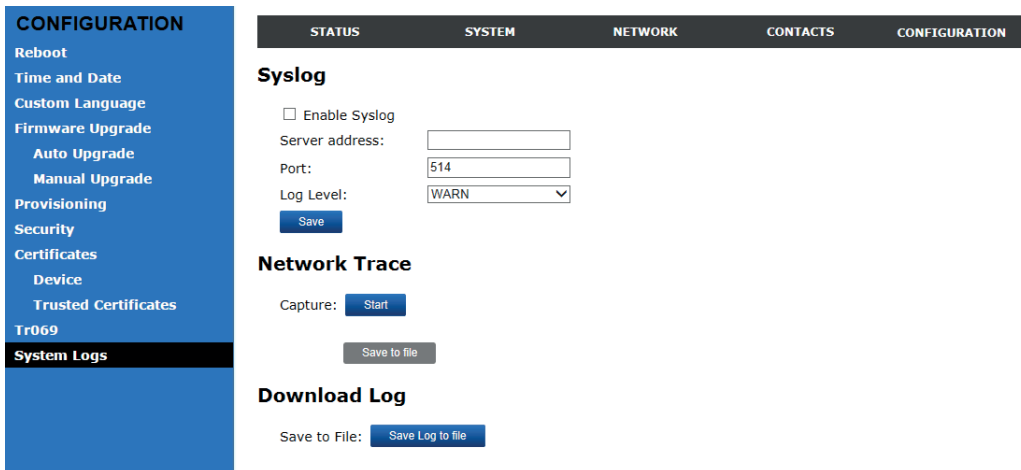 CONFIGURATION
Reboot
Time and Date
Custom Language
Firmware Upgrade
Auto Upgrade
Manual Upgrade
Provisioning
Security
Certificates
Device
Trusted Certificates
Tr069
System Logs
STATUS SYSTEM NETWORK CONTACTS CONFIGURATION
Syslog
Enable Syslog
Server address:
Port: 514
Log Level: WARN
Save
Network Trace
Capture: Start
Save to file
Download Log
Save to File: Save Log to file